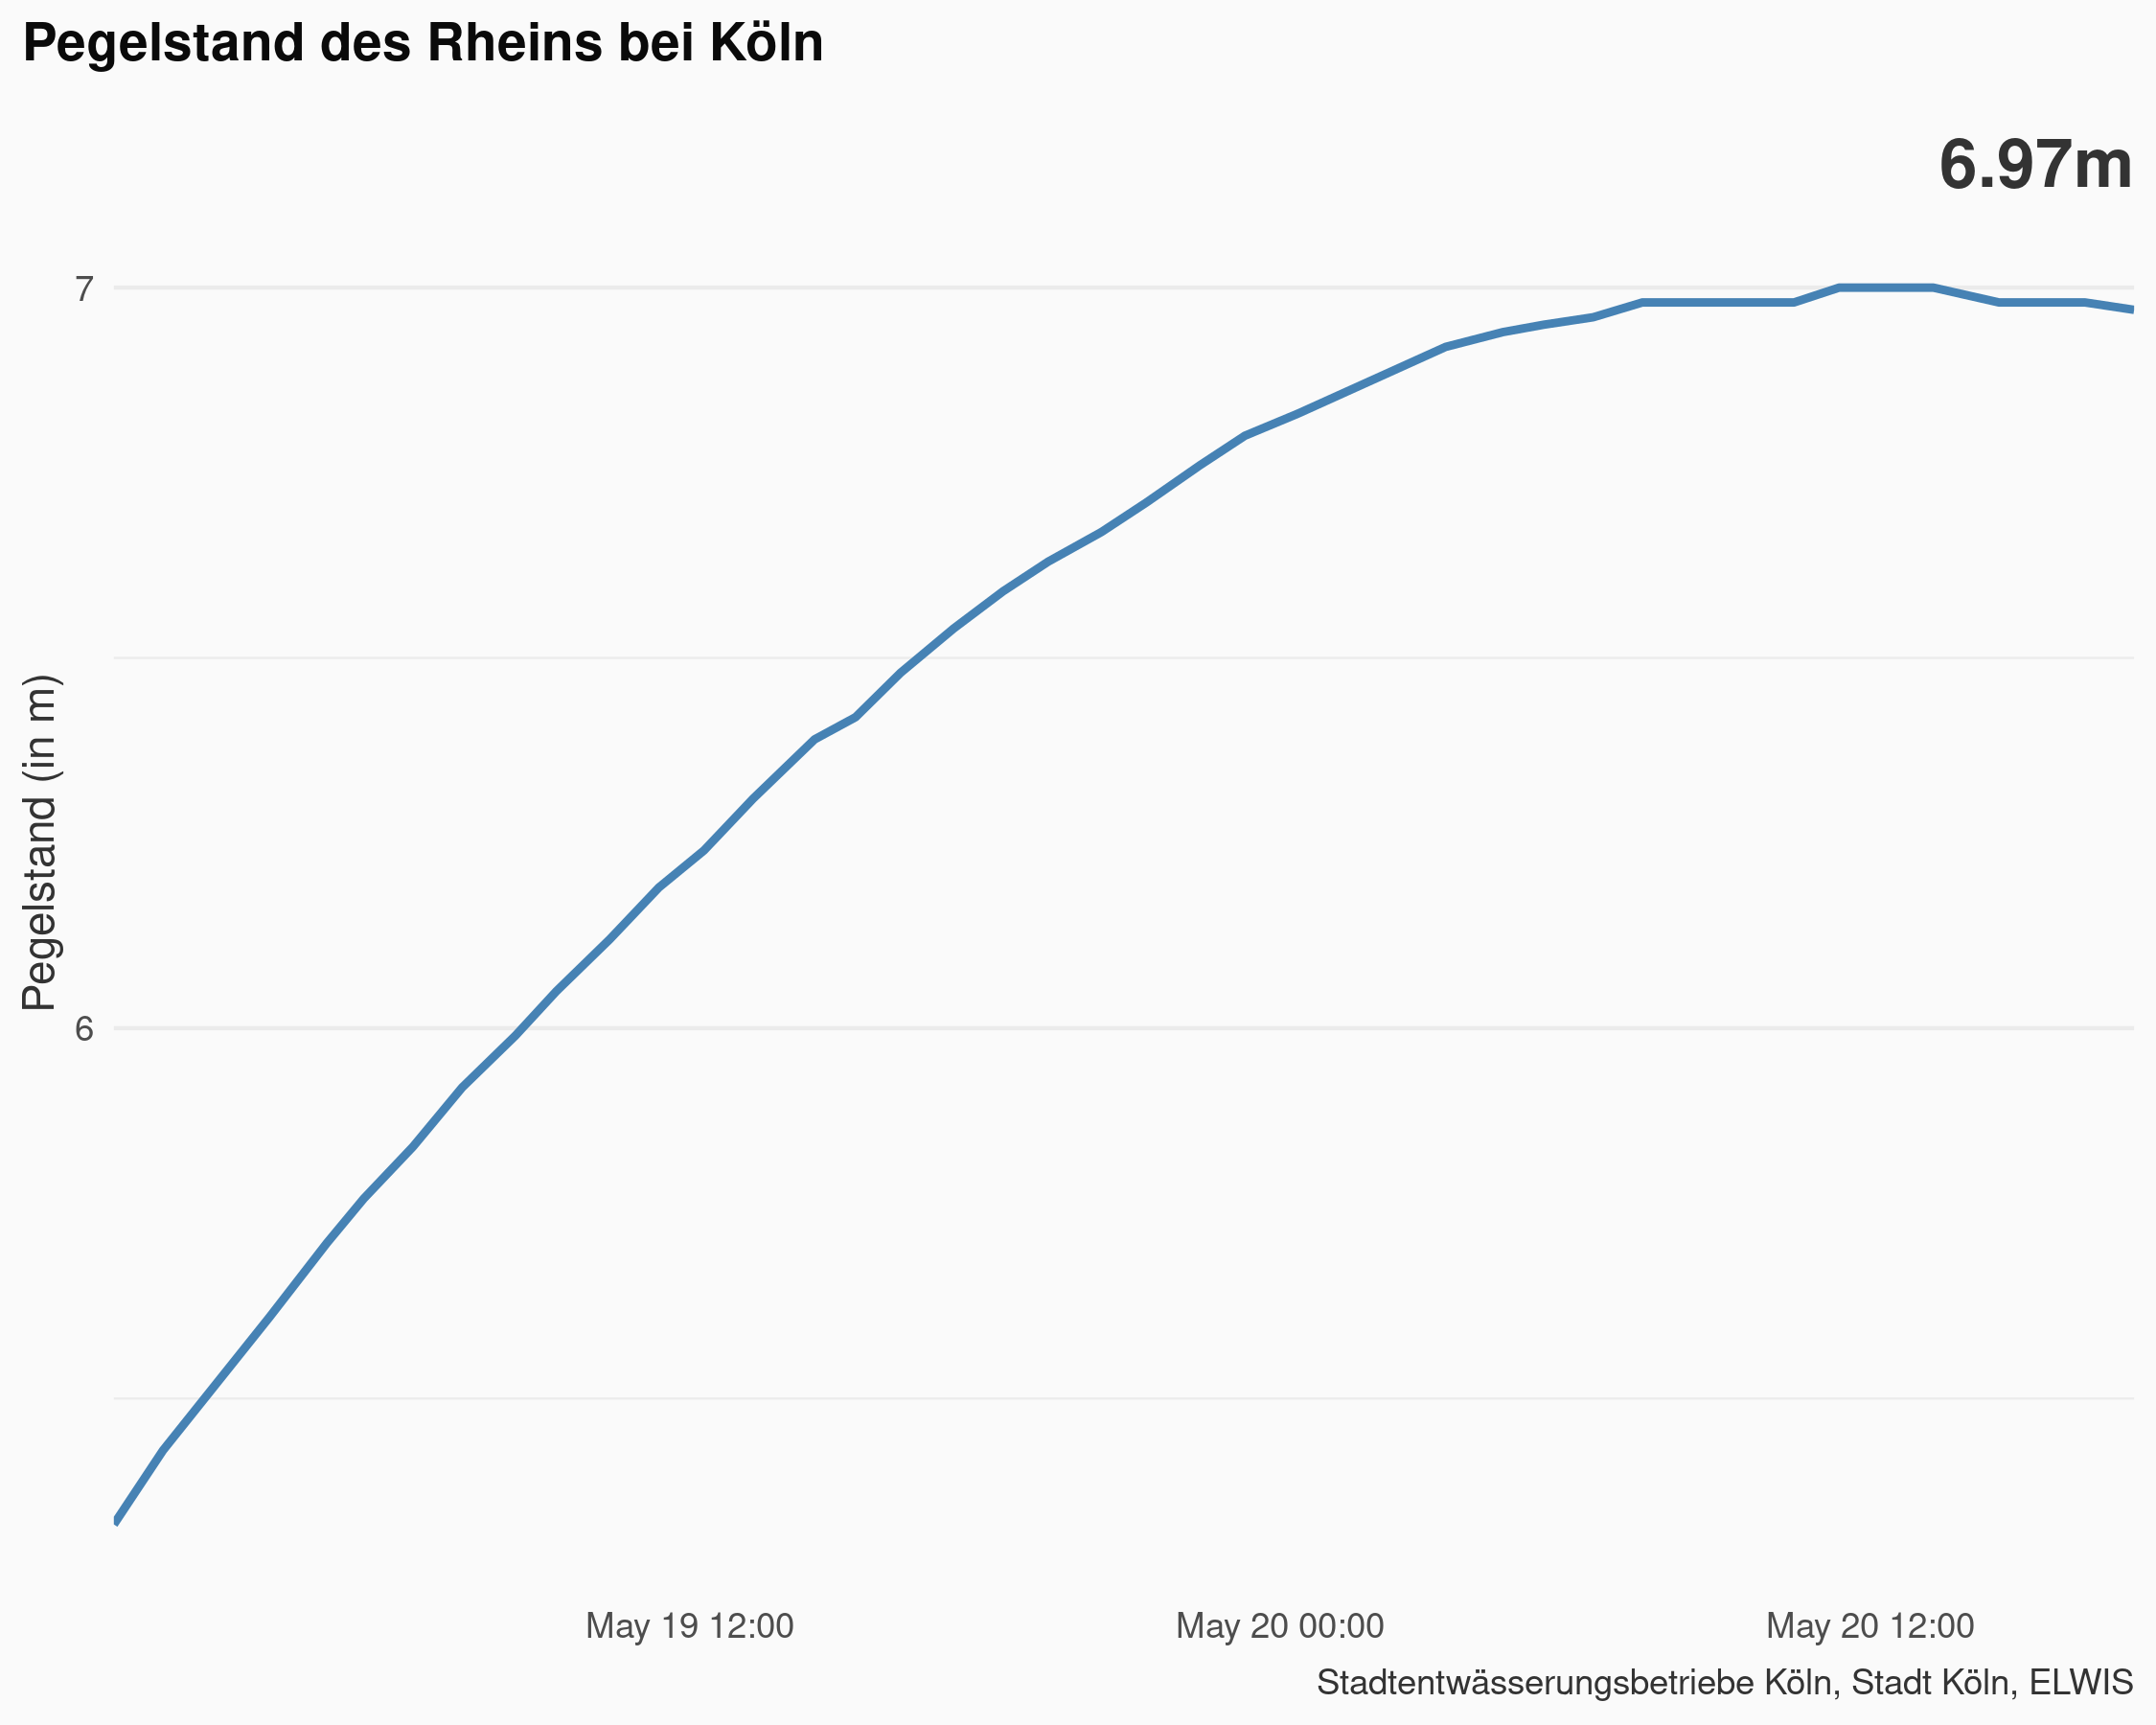 Pegelstand des Rheins bei Köln
6.97m
7
Pegelstand (in m)
6
May 19 12:00
May 20 00:00
May 20 12:00
Stadtentwässerungsbetriebe Köln, Stadt Köln, ELWIS